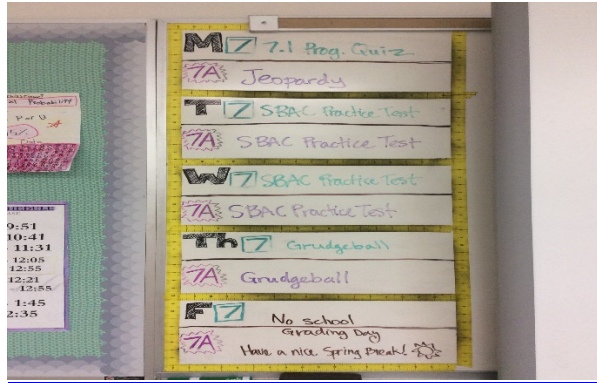 Probability
9:51
10:41
11:31
12:05
12:55
12:21
12:55
1:45
2:35
M 7 7.1 Prog. Quiz
7A Jeopardy
T 7 SBAC Practice Test
7A SBAC Practice Test
W 7 SBAC Practice Test
7A SBAC Practice Test
Th 7 Grudgeball
7A Grudgeball
F 7 No school
Grading Day
7A Have a nice Spring Break!